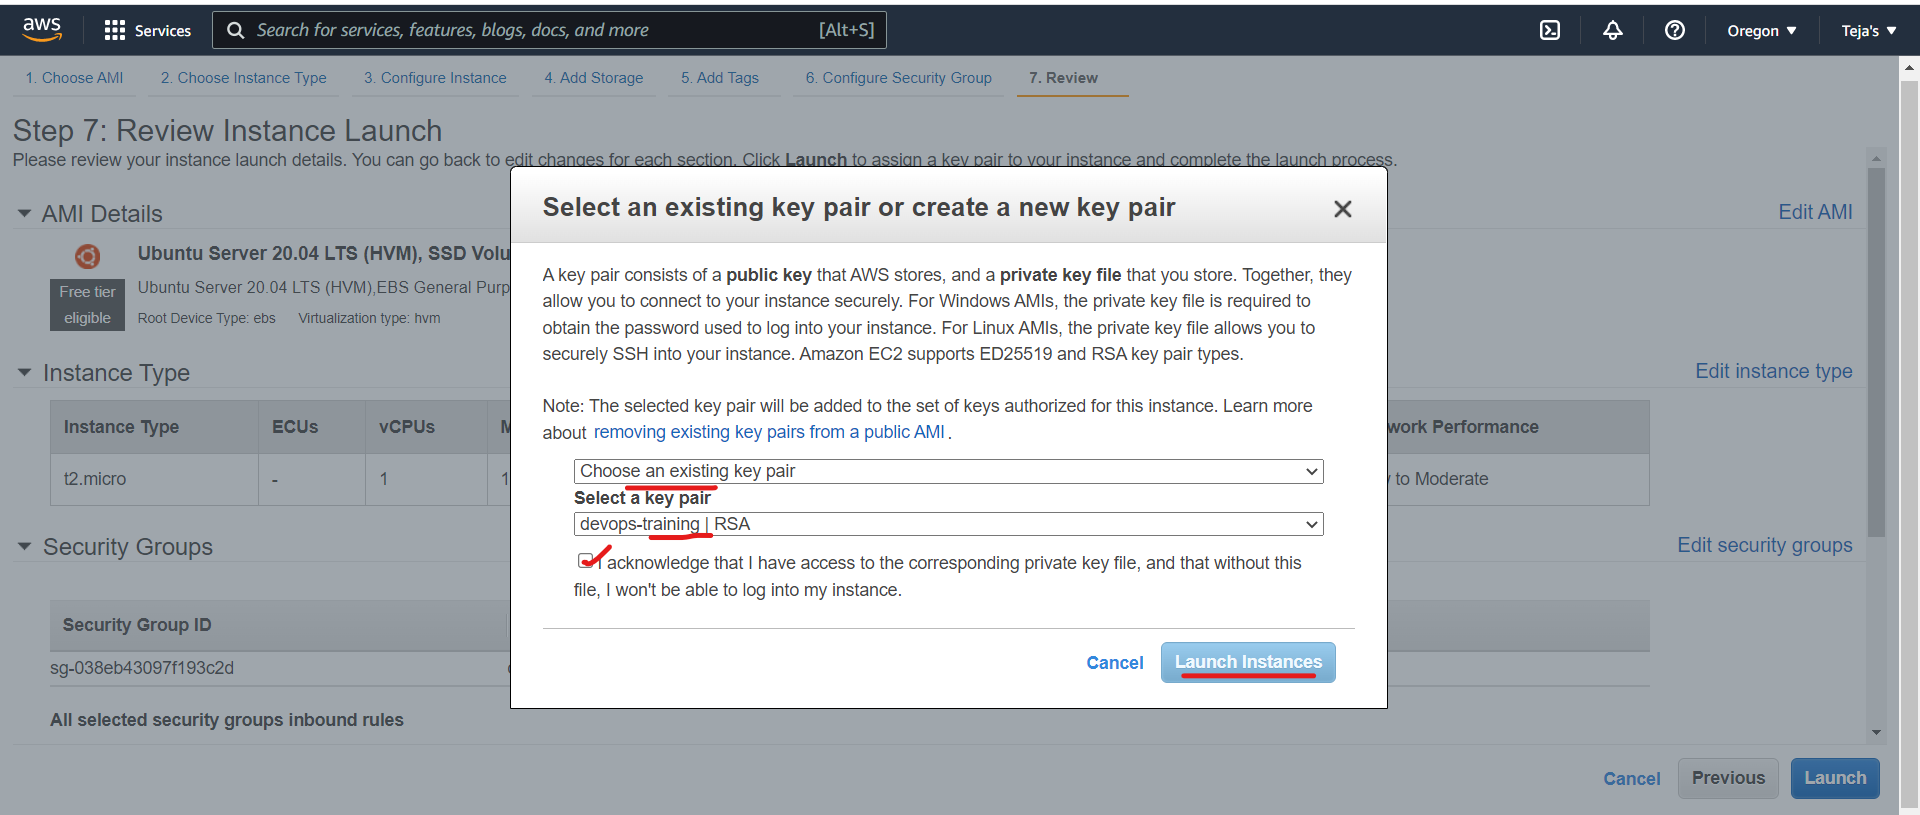 aws
Services
Search for services, features, blogs, docs, and more
[Alt+S]
Oregon
Teja's
1. Choose AMI
2. Choose Instance Type
3. Configure Instance
4. Add Storage
5. Add Tags
6. Configure Security Group
7. Review
Step 7: Review Instance Launch
Please review your instance launch details. You can go back to edit changes for each section. Click Launch to assign a key pair to your instance and complete the launch process.
AMI Details
Edit AMI
Ubuntu Server 20.04 LTS (HVM), SSD Volu
Free tier
eligible
Ubuntu Server 20.04 LTS (HVM),EBS General Purp
Root Device Type: ebs
Virtualization type: hvm
Instance Type
Edit instance type
Instance Type
ECUs
vCPUs
M
work Performance
t2.micro
-
1
1
to Moderate
Security Groups
Edit security groups
Security Group ID
sg-038eb43097f193c2d
All selected security groups inbound rules
Select an existing key pair or create a new key pair
A key pair consists of a public key that AWS stores, and a private key file that you store. Together, they
allow you to connect to your instance securely. For Windows AMIs, the private key file is required to
obtain the password used to log into your instance. For Linux AMIs, the private key file allows you to
securely SSH into your instance. Amazon EC2 supports ED25519 and RSA key pair types.
Note: The selected key pair will be added to the set of keys authorized for this instance. Learn more
about removing existing key pairs from a public AMI .
Choose an existing key pair
Select a key pair
devops-training | RSA
I acknowledge that I have access to the corresponding private key file, and that without this
file, I won't be able to log into my instance.
Cancel
Launch Instances
Cancel
Previous
Launch